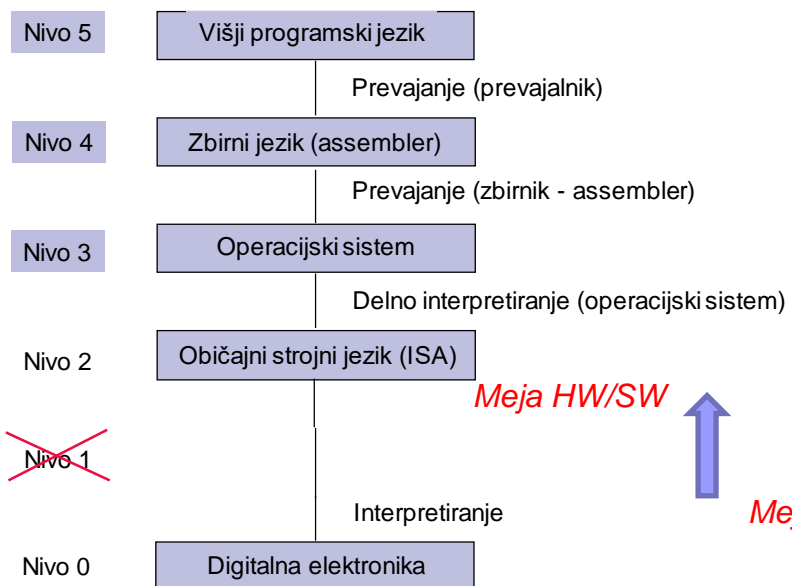 Nivo 5 Višji programski jezik
Prevajanje (prevajalnik)
Nivo 4 Zbirni jezik (assembler)
Prevajanje (zbirnik - assembler)
Nivo 3 Operacijski sistem
Delno interpretiranje (operacijski sistem)
Nivo 2 Običajni strojni jezik (ISA)
Meja HW/SW
Nivo 1
Interpretiranje
Nivo 0 Digitalna elektronika